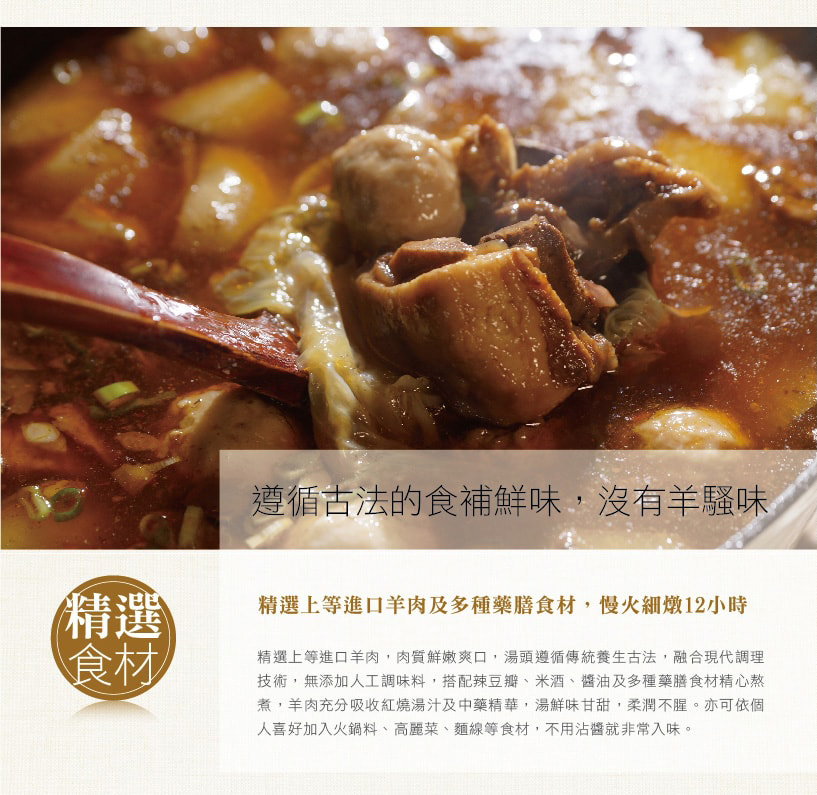 遵循古法的食補鮮味，沒有羊騷味
精選
食材
精選上等進口羊肉及多種藥膳食材，慢火細燉12小時
精選上等進口羊肉，肉質鮮嫩爽口，湯頭遵循傳統養生古法，融合現代調理
技術，無添加人工調味料，搭配辣豆瓣、米酒、醬油及多種藥膳食材精心熬
煮，羊肉充分吸收紅燒湯汁及中藥精華，湯鮮味甘甜，柔潤不腥。亦可依個
人喜好加入火鍋料、高麗菜、麵線等食材，不用沾醬就非常入味。